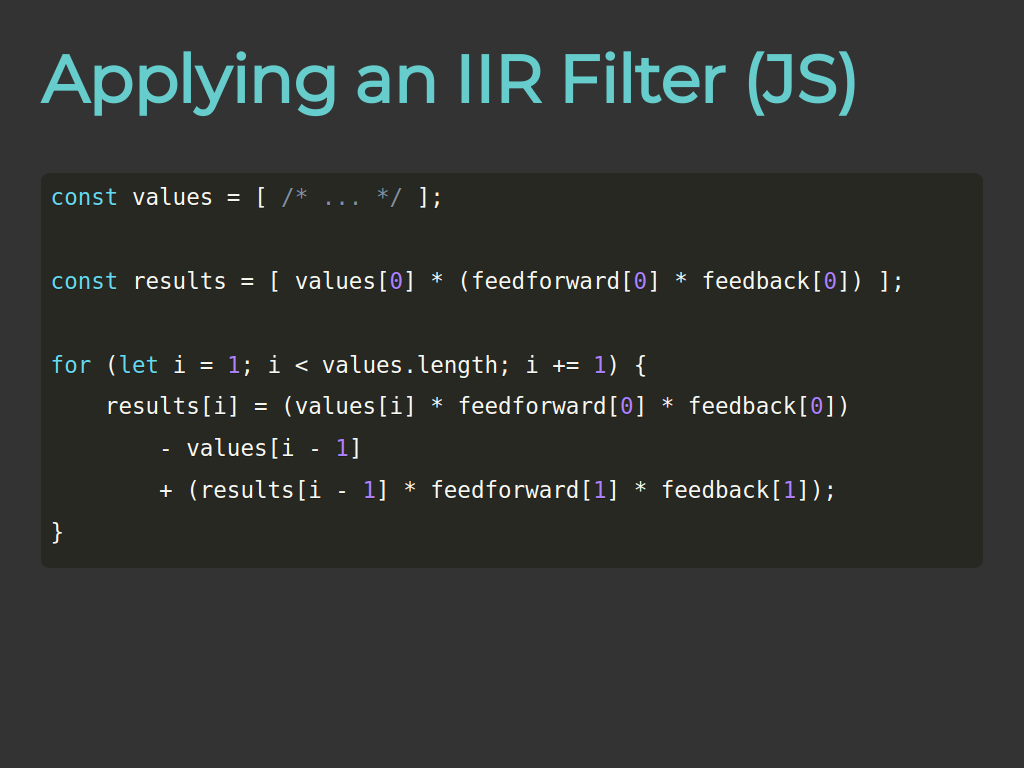 Applying an IIR Filter (JS)
const values = [ /* ... */ ];
const results = [ values[0] * (feedforward[0] * feedback[0]) ];
for (let i = 1; i < values.length; i += 1) {
    results[i] = (values[i] * feedforward[0] * feedback[0])
        - values[i - 1]
        + (results[i - 1] * feedforward[1] * feedback[1]);
}